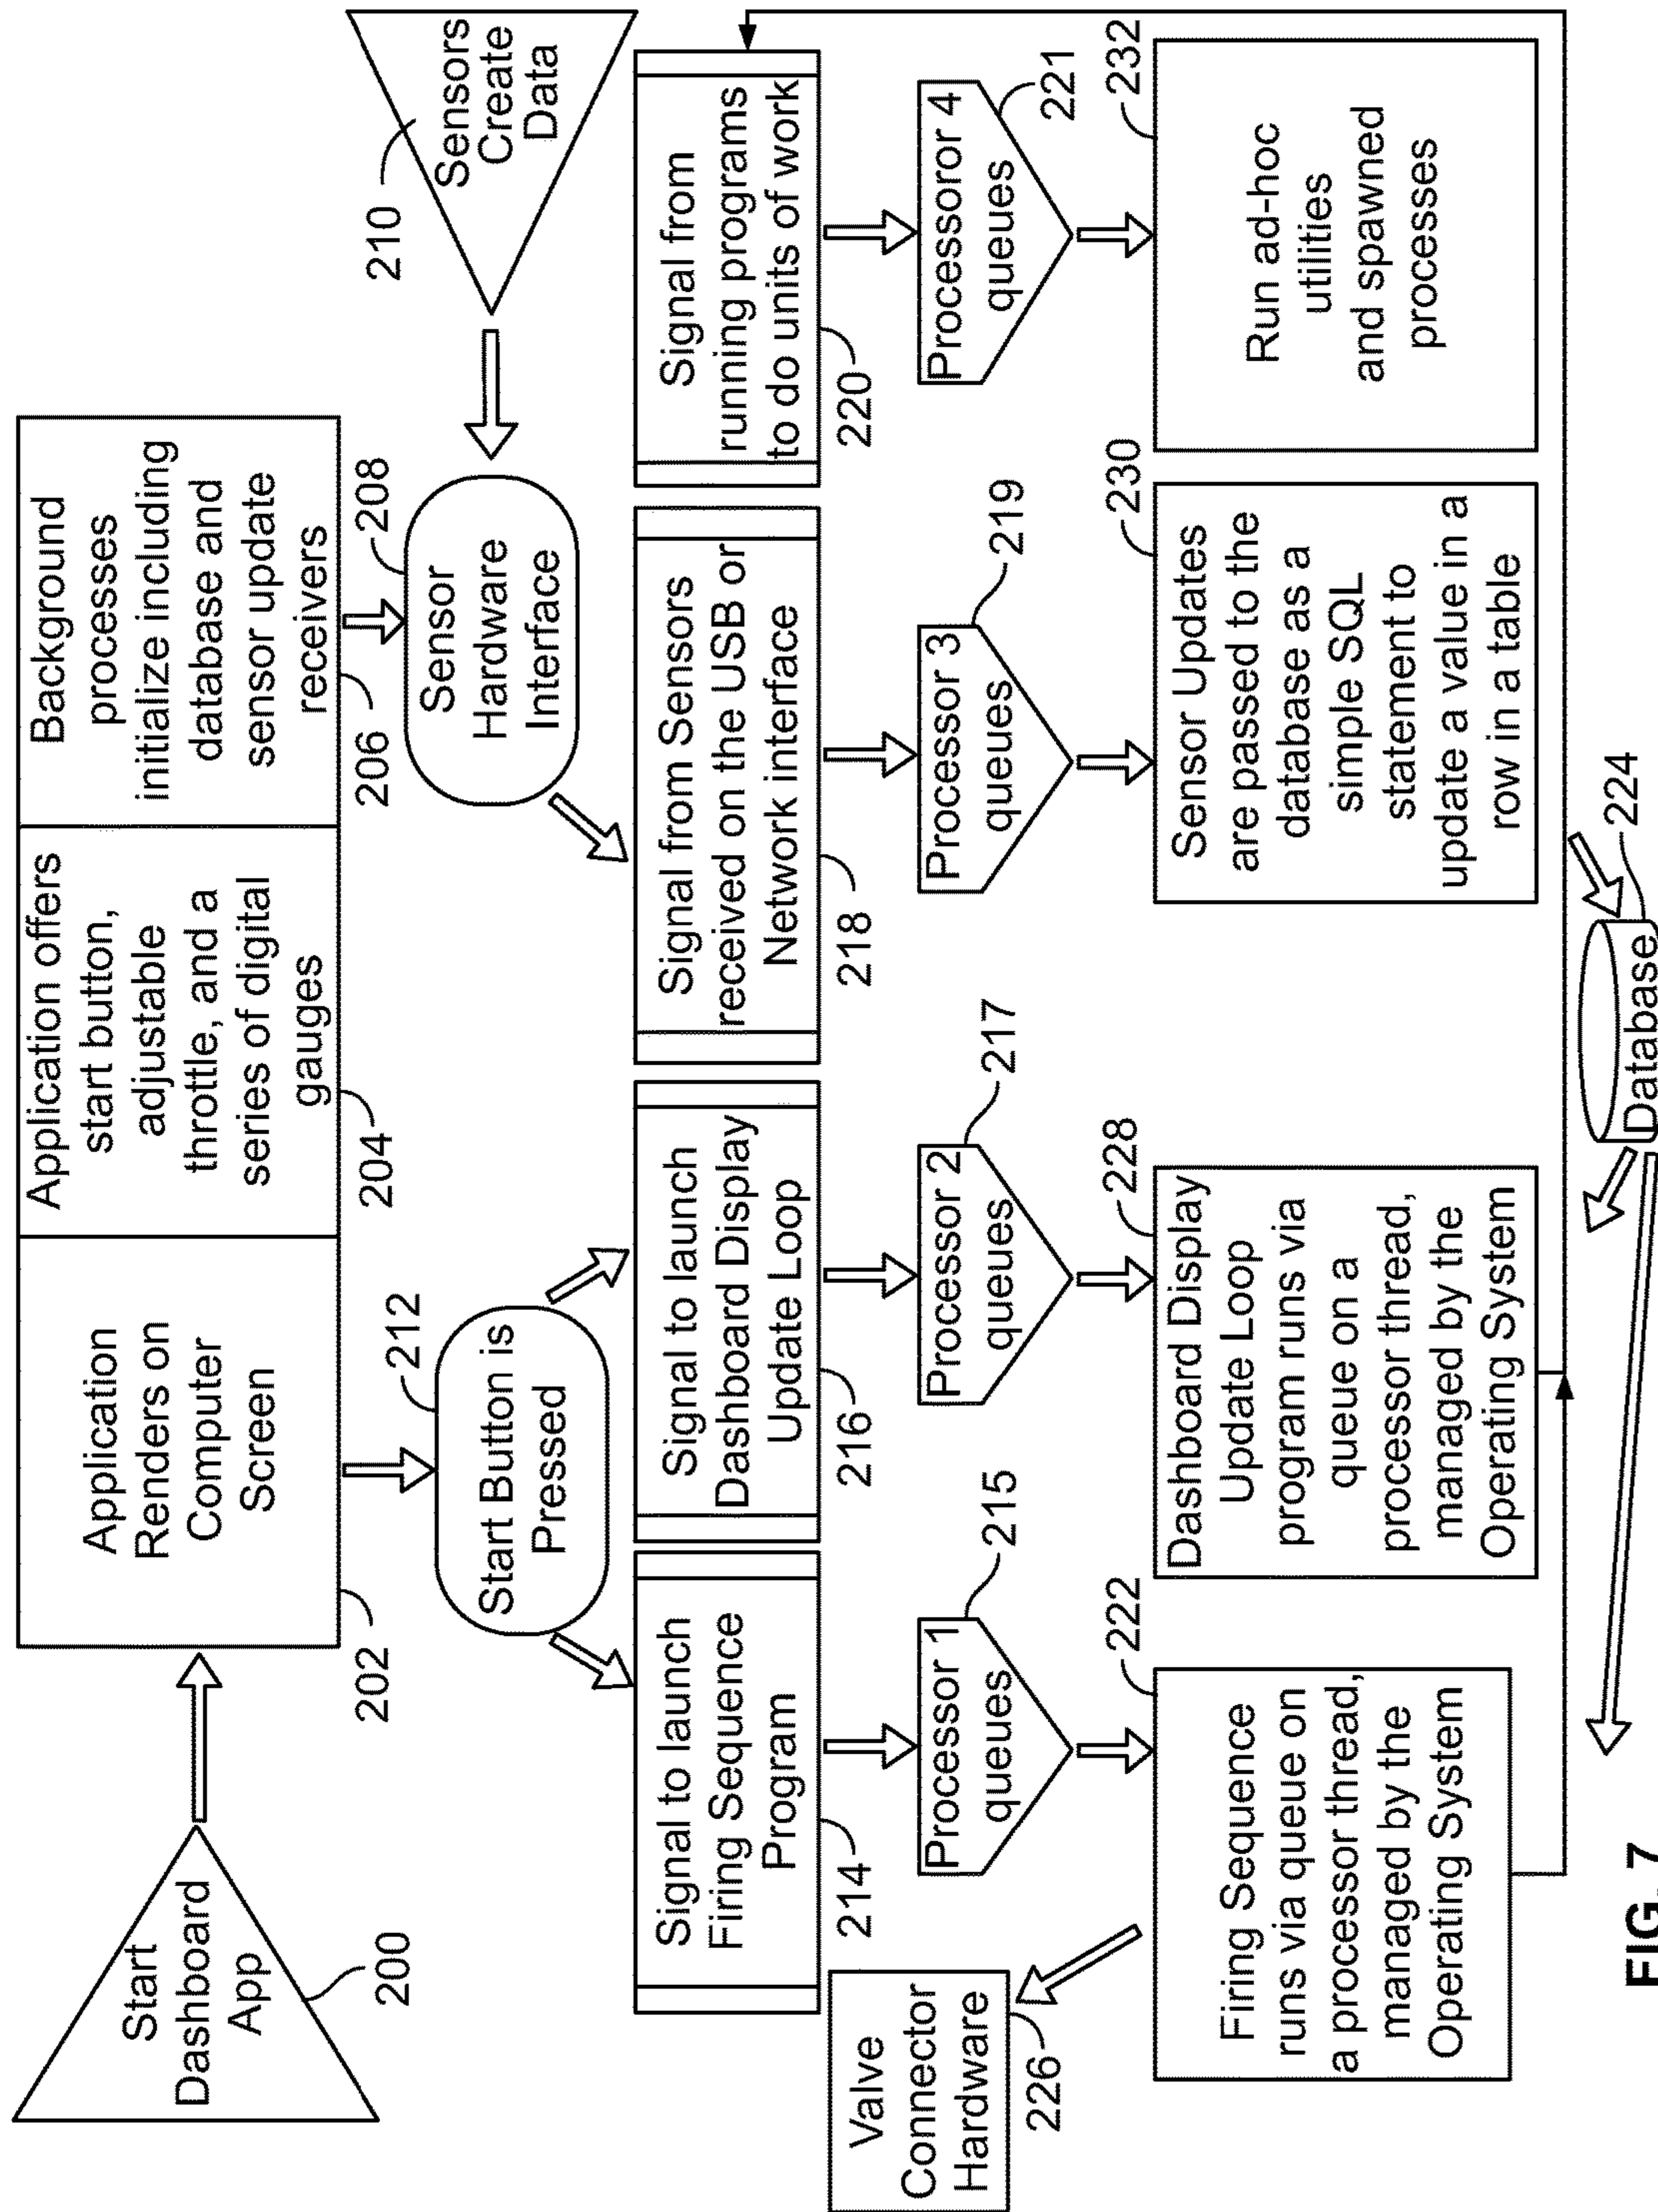 Start
Dashboard
App
200
Application
Renders on
Computer
Screen
202
Application offers
start button,
adjustable
throttle, and a
series of digital
gauges
204
Background
processes
initialize including
database and
sensor update
receivers
206
Sensor
Hardware
Interface
208
Sensors
Create
Data
210
Start Button is
Pressed
212
Signal to launch
Firing Sequence
Program
214
Signal to launch
Dashboard Display
Update Loop
216
Signal from Sensors
received on the USB or
Network interface
218
Signal from
running programs
to do units of work
220
Valve
Connector
Hardware
226
Processor 1
queues
215
Processor 2
queues
217
Processor 3
queues
219
Processoror 4
queues
221
Firing Sequence
runs via queue on
a processor thread,
managed by the
Operating System
222
Dashboard Display
Update Loop
program runs via
queue on a
processor thread,
managed by the
Operating System
228
Sensor Updates
are passed to the
database as a
simple SQL
statement to
update a value in a
row in a table
230
Run ad-hoc
utilities
and spawned
processes
232
Database
224
FIG. 7